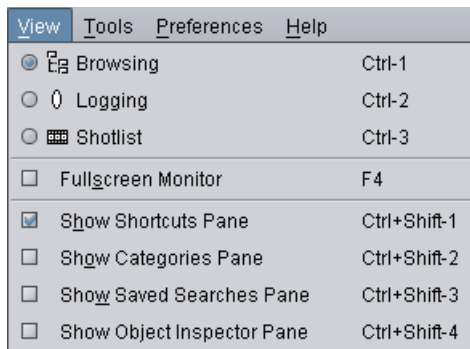 View Tools Preferences Help
Browsing Ctrl-1
Logging Ctrl-2
Shotlist Ctrl-3
Fullscreen Monitor F4
Show Shortcuts Pane Ctrl+Shift-1
Show Categories Pane Ctrl+Shift-2
Show Saved Searches Pane Ctrl+Shift-3
Show Object Inspector Pane Ctrl+Shift-4